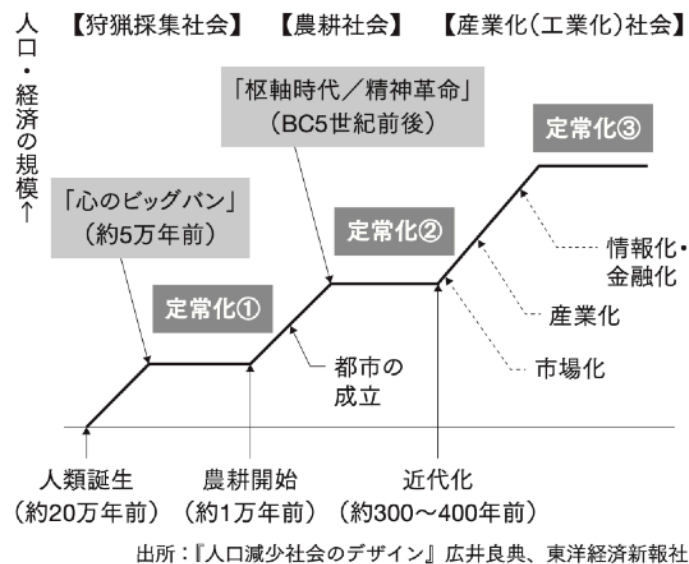 人口・経済の規模→
【狩猟採集社会】
【農耕社会】
【産業化(工業化)社会】
「枢軸時代/精神革命」
(BC5世紀前後)
定常化③
「心のビッグバン」
(約5万年前)
定常化②
情報化・
金融化
定常化①
産業化
都市の
成立
市場化
人類誕生
(約20万年前)
農耕開始
(約1万年前)
近代化
(約300〜400年前)
出所:『人口減少社会のデザイン』広井良典、東洋経済新報社